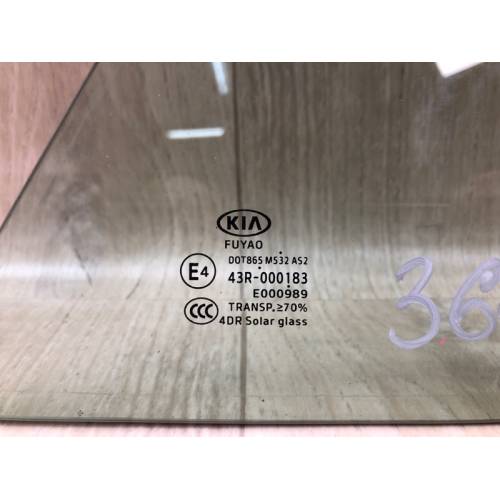 KIA
FUYAO
DOT865 M532 AS2
E4
43R-000183
E000989
CCC
TRANSP.≥70%
4DR Solar glass
36